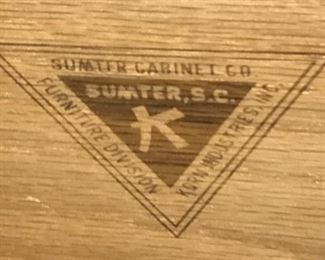 SUMTER CABINET CO
SUMTER, S.C.
K
FURNITURE DIVISION
KORN INDUSTRIES, INC.